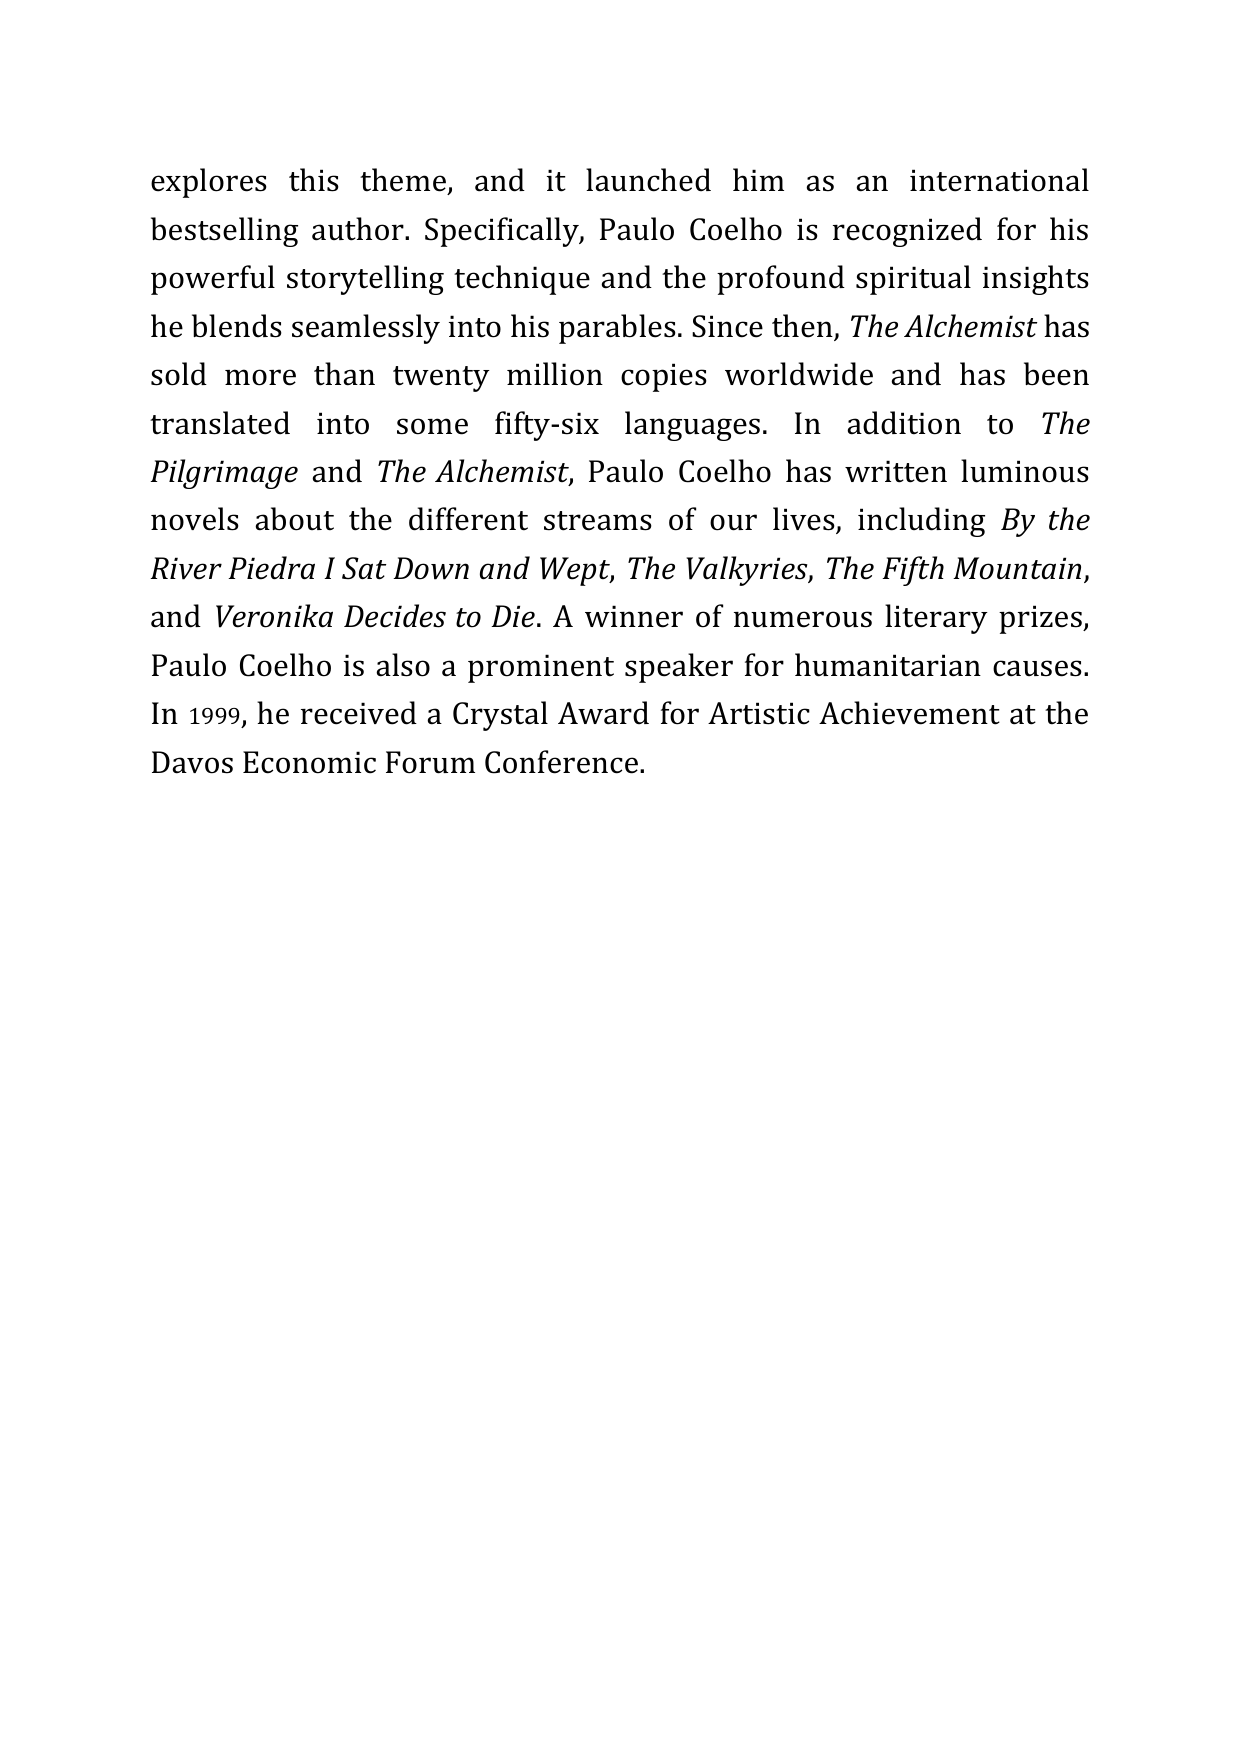 explores this theme, and it launched him as an international
bestselling author. Specifically, Paulo Coelho is recognized for his
powerful storytelling technique and the profound spiritual insights
he blends seamlessly into his parables. Since then, The Alchemist has
sold more than twenty million copies worldwide and has been
translated into some fifty-six languages. In addition to The
Pilgrimage and The Alchemist, Paulo Coelho has written luminous
novels about the different streams of our lives, including By the
River Piedra I Sat Down and Wept, The Valkyries, The Fifth Mountain,
and Veronika Decides to Die. A winner of numerous literary prizes,
Paulo Coelho is also a prominent speaker for humanitarian causes.
In 1999, he received a Crystal Award for Artistic Achievement at the
Davos Economic Forum Conference.